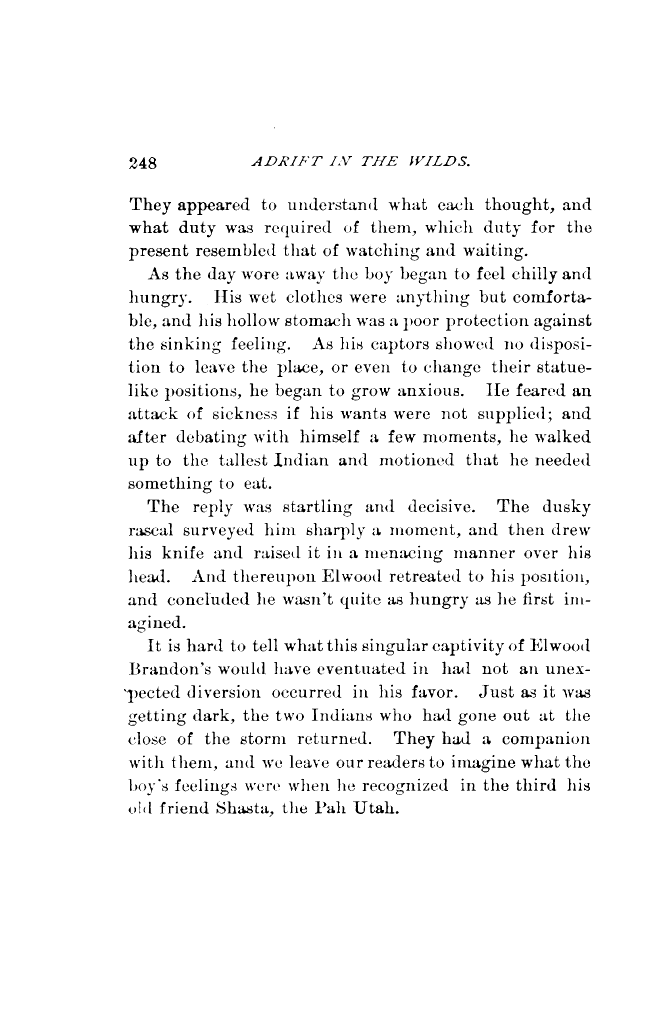 248 ADRIFT IN THE WILDS.
They appeared to understand what each thought, and
what duty was required of them, which duty for the
present resembled that of watching and waiting.
As the day wore away the boy began to feel chilly and
hungry. His wet clothes were anything but comforta-
ble, and his hollow stomach was a poor protection against
the sinking feeling. As his captors showed no disposi-
tion to leave the place, or even to change their statue-
like positions, he began to grow anxious. He feared an
attack of sickness if his wants were not supplied; and
after debating with himself a few moments, he walked
up to the tallest Indian and motioned that he needed
something to eat.
The reply was startling and decisive. The dusky
rascal surveyed him sharply a moment, and then drew
his knife and raised it in a menacing manner over his
head. And thereupon Elwood retreated to his position,
and concluded he wasn't quite as hungry as he first im-
agined.
It is hard to tell what this singular captivity of Elwood
Brandon's would have eventuated in had not an unex-
pected diversion occurred in his favor. Just as it was
getting dark, the two Indians who had gone out at the
close of the storm returned. They had a companion
with them, and we leave our readers to imagine what the
boy's feelings were when he recognized in the third his
old friend Shasta, the Pah Utah.